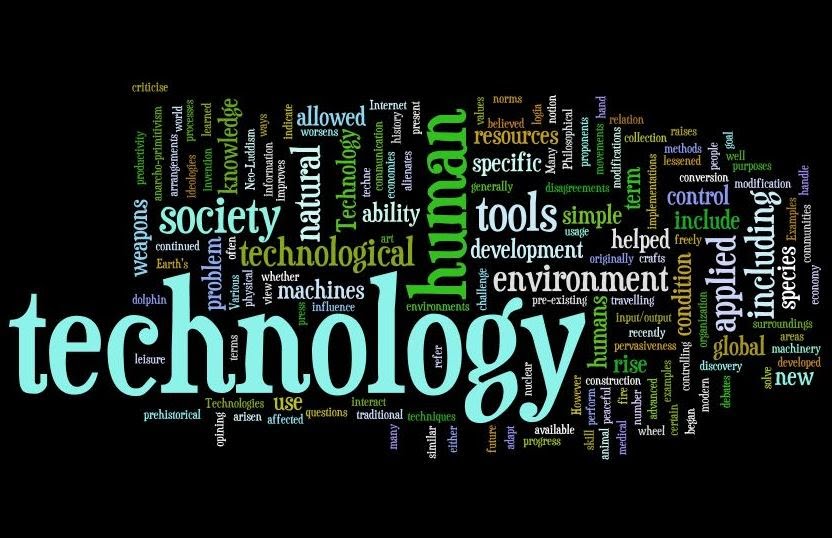 criticise
productivity
anarcho-primitivism
arrangements
world
ideologies
processes
invention
learned
knowledge
Neo-Luddism
ways
information
improves
indicate
natural
allowed
worsens
Technology
techne
communication
Internet
economies
history
alienates
present
human
values
norms
believed
logia
notion
resources
specific
Many
Philosophical
proponents
hand
movements
relation
modifications
collection
raises
methods
lessened
people
goal
well
purposes
conversion
modification
handle
generally
disagreements
term
implementations
control
weapons
society
ability
tools
simple
include
including
Examples
communities
usage
continued
often
technological
art
development
helped
freely
applied
species
economy
Earth's
problem
Various
physical
view
whether
machines
influence
press
environments
challenge
originally
crafts
environment
condition
pre-existing
travelling
dolphin
technology
humans
input/output
organization
surroundings
recently
pervasiveness
global
areas
machinery
developed
leisure
terms
refer
nuclear
rise
controlling
discovery
solve
new
construction
However
perform
peaceful
fire
advanced
examples
modern
debates
Technologies
use
interact
prehistorical
opining
arisen
affected
questions
traditional
techniques
many
similar
either
future
adapt
available
progress
skill
animal
medical
number
wheel
certain
began